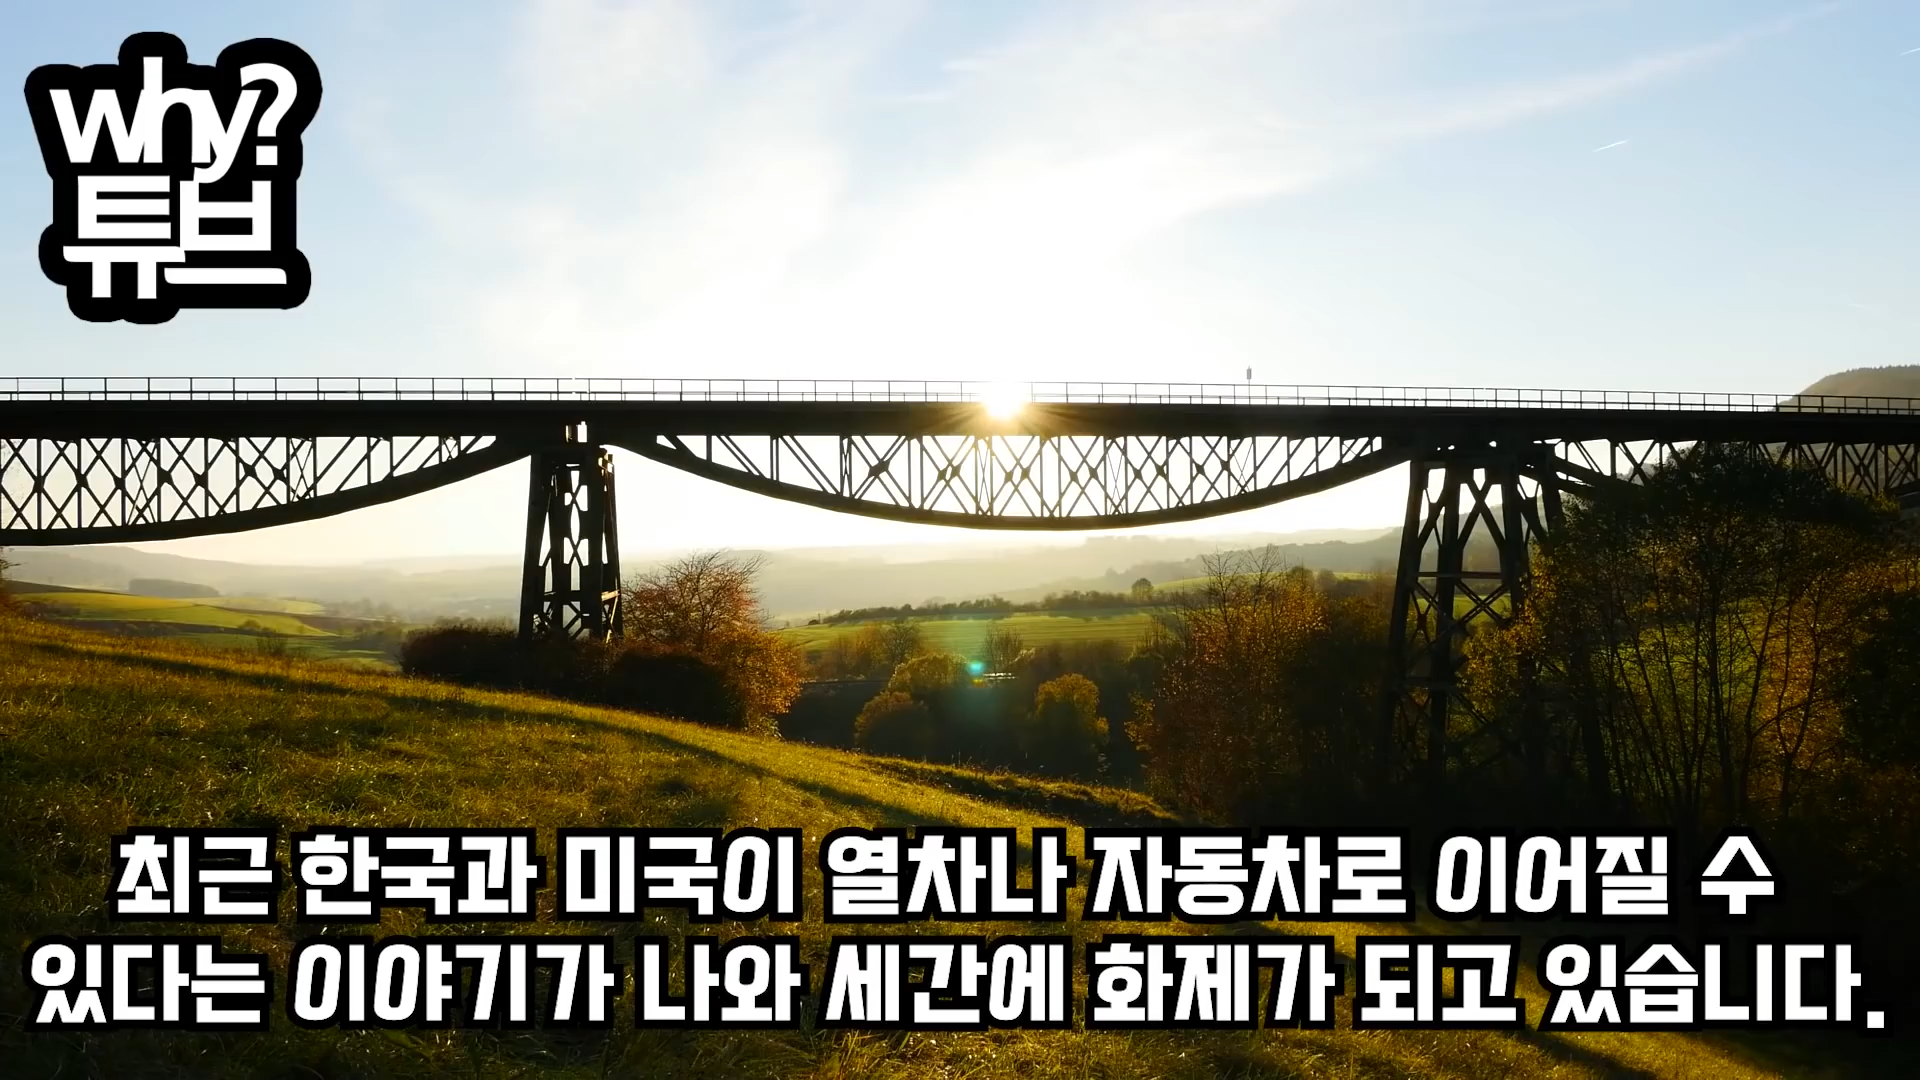 why?
튜브
최근 한국과 미국이 열차나 자동차로 이어질 수
있다는 이야기가 나와 세간에 화제가 되고 있습니다.